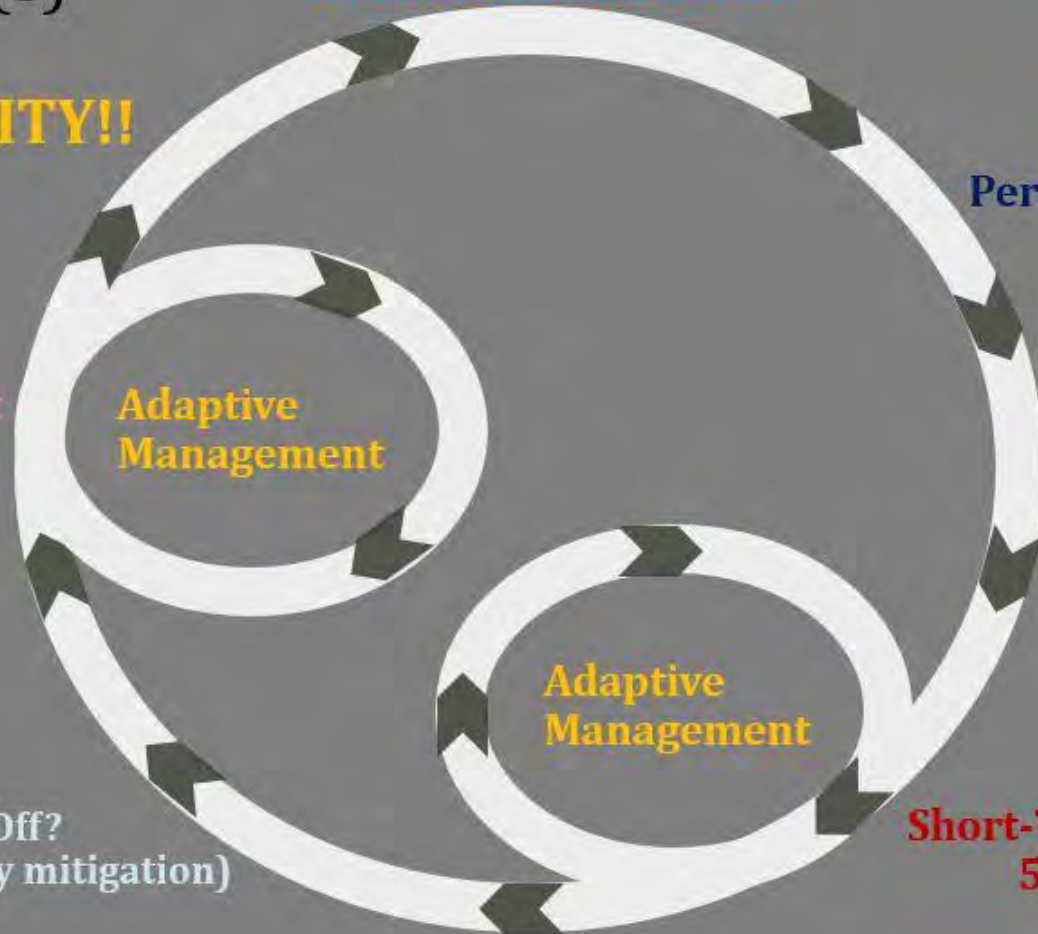 ITY!!
Per
Adaptive
Management
Adaptive
Management
Off?
y mitigation)
Short-
5